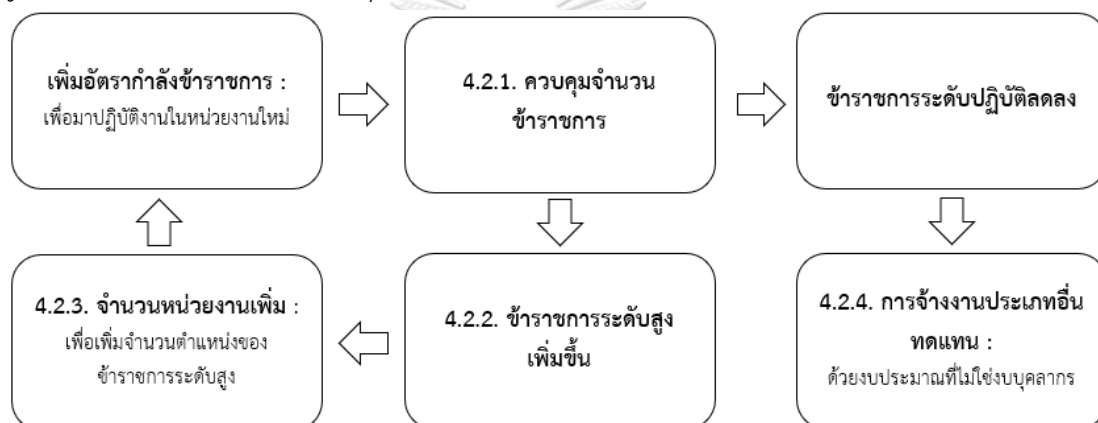 เพิ่มอัตรากำลังข้าราชการ :
เพื่อมาปฏิบัติงานในหน่วยงานใหม่
4.2.1. ควบคุมจำนวน
ข้าราชการ
ข้าราชการระดับปฏิบัติลดลง
4.2.3. จำนวนหน่วยงานเพิ่ม :
เพื่อเพิ่มจำนวนตำแหน่งของ
ข้าราชการระดับสูง
4.2.2. ข้าราชการระดับสูง
เพิ่มขึ้น
4.2.4. การจ้างงานประเภทอื่น
ทดแทน :
ด้วยงบประมาณที่ไม่ใช่งบบุคลากร